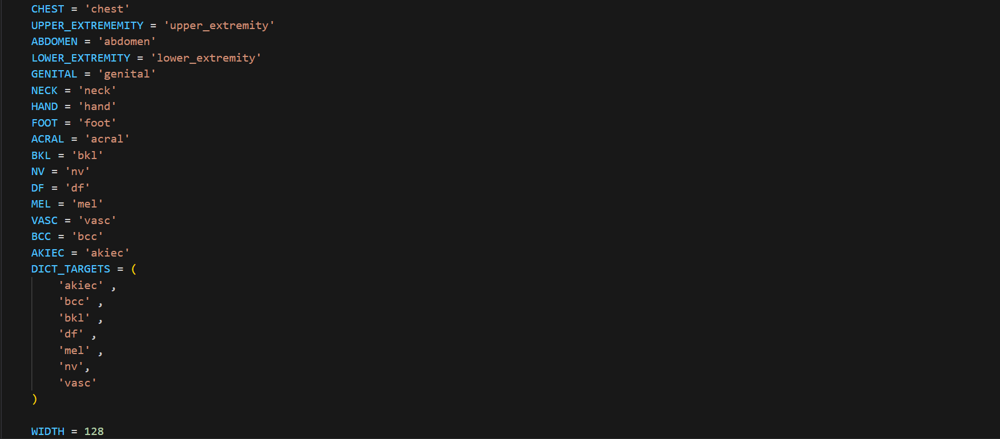 CHEST = 'chest'
UPPER_EXTREMEMITY = 'upper_extremity'
ABDOMEN = 'abdomen'
LOWER_EXTREMITY = 'lower_extremity'
GENITAL = 'genital'
NECK = 'neck'
HAND = 'hand'
FOOT = 'foot'
ACRAL = 'acral'
BKL = 'bkl'
NV = 'nv'
DF = 'df'
MEL = 'mel'
VASC = 'vasc'
BCC = 'bcc'
AKIEC = 'akiec'
DICT_TARGETS = (
    'akiec' ,
    'bcc' ,
    'bkl' ,
    'df' ,
    'mel' ,
    'nv',
    'vasc'
)
WIDTH = 128